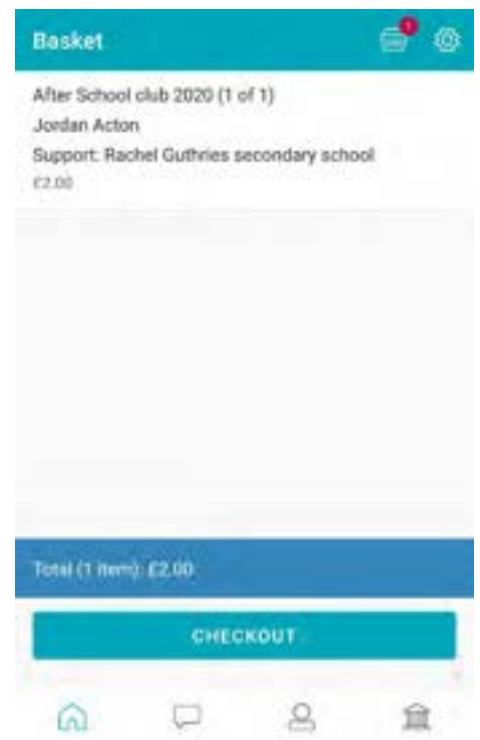 Basket
1
After School club 2020 (1 of 1)
Jordan Acton
Support: Rachel Guthries secondary school
£2.00
Total (1 item): £2.00
CHECKOUT